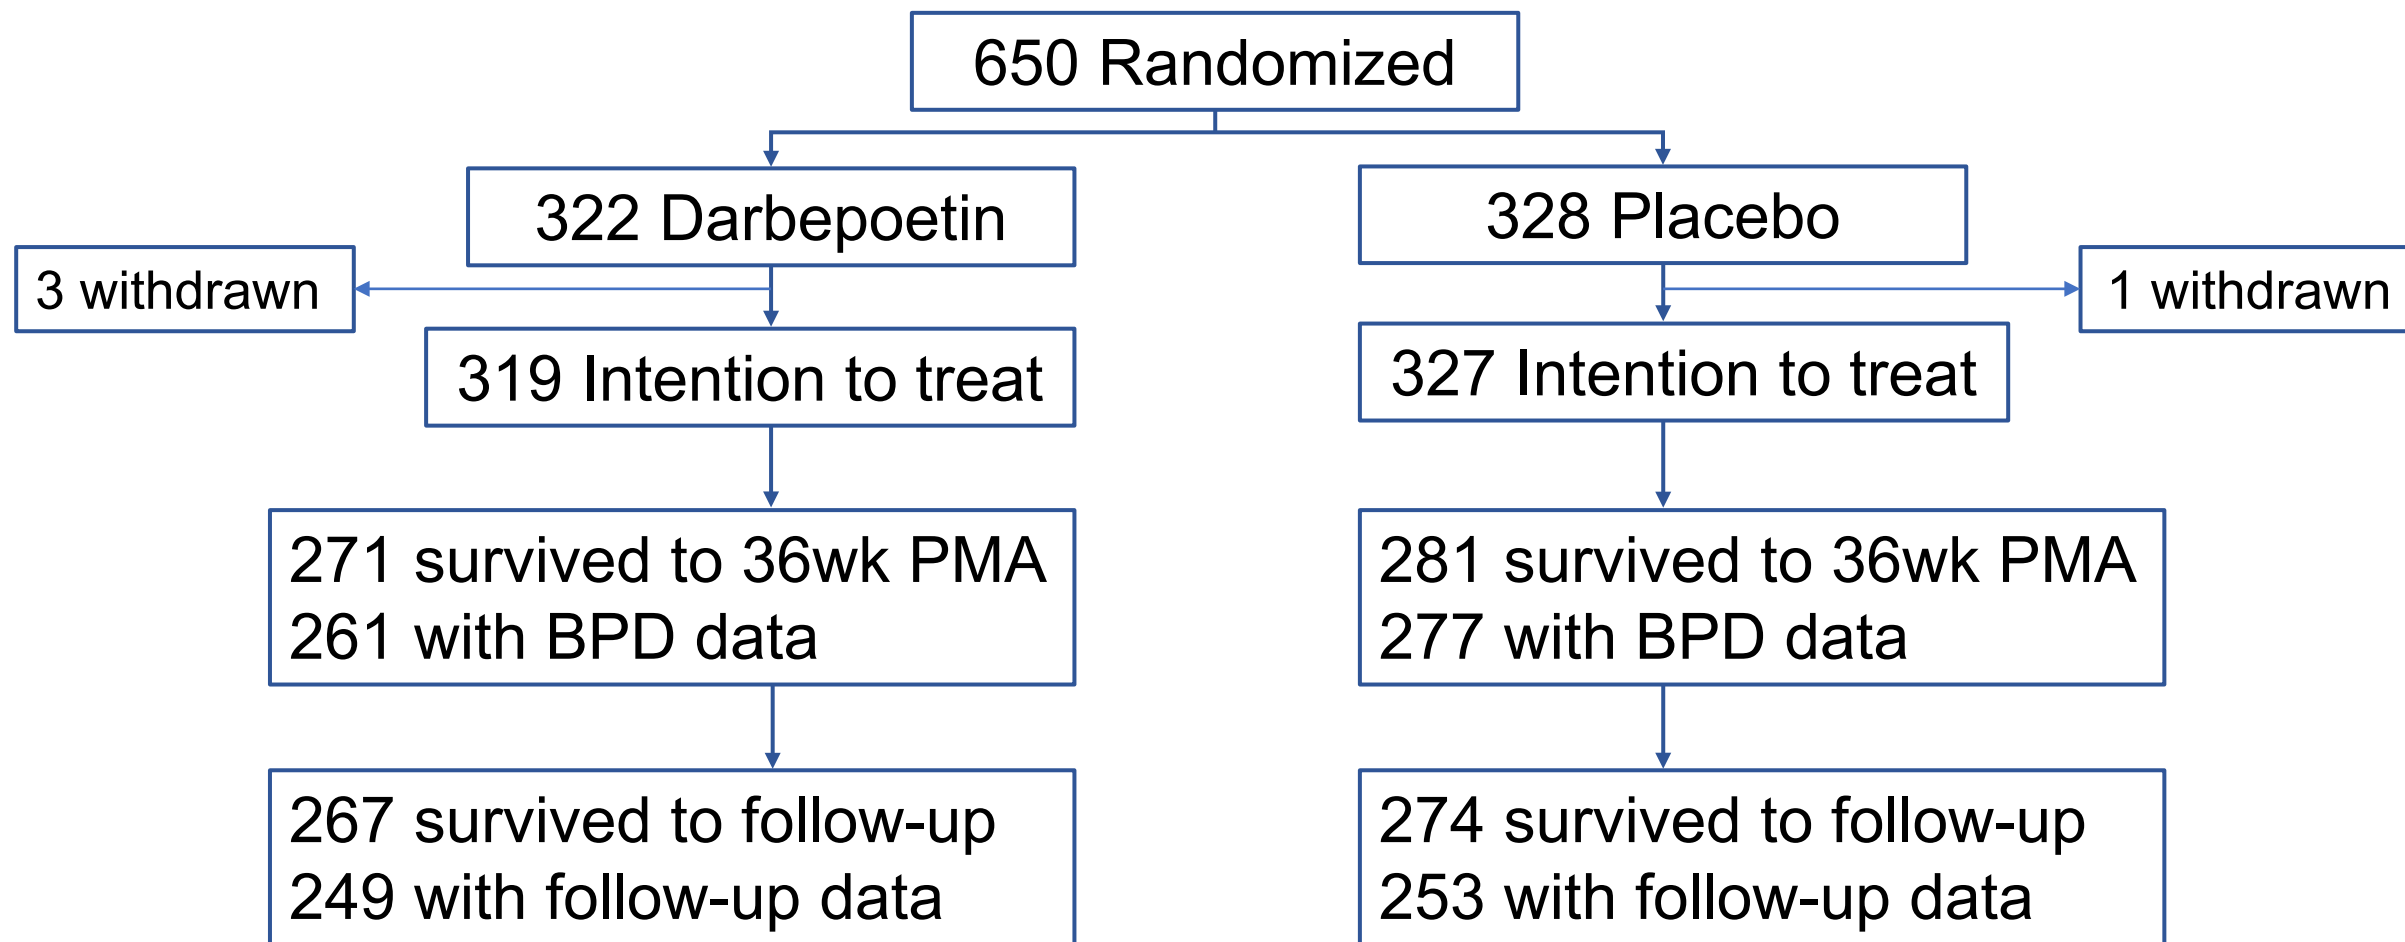 650 Randomized
322 Darbepoetin
328 Placebo
3 withdrawn
1 withdrawn
319 Intention to treat
327 Intention to treat
271 survived to 36wk PMA
261 with BPD data
281 survived to 36wk PMA
277 with BPD data
267 survived to follow-up
249 with follow-up data
274 survived to follow-up
253 with follow-up data